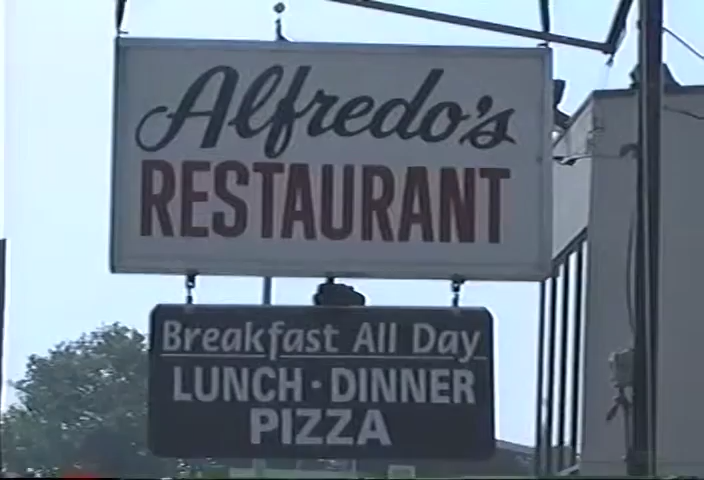 Alfredo's
RESTAURANT
Breakfast All Day
LUNCH · DINNER
PIZZA